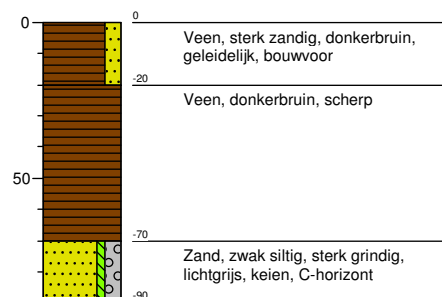 0
0
Veen, sterk zandig, donkerbruin,
geleidelijk, bouwvoor
-20
Veen, donkerbruin, scherp
50
-70
Zand, zwak siltig, sterk grindig,
lichtgrijs, keien, C-horizont
-90